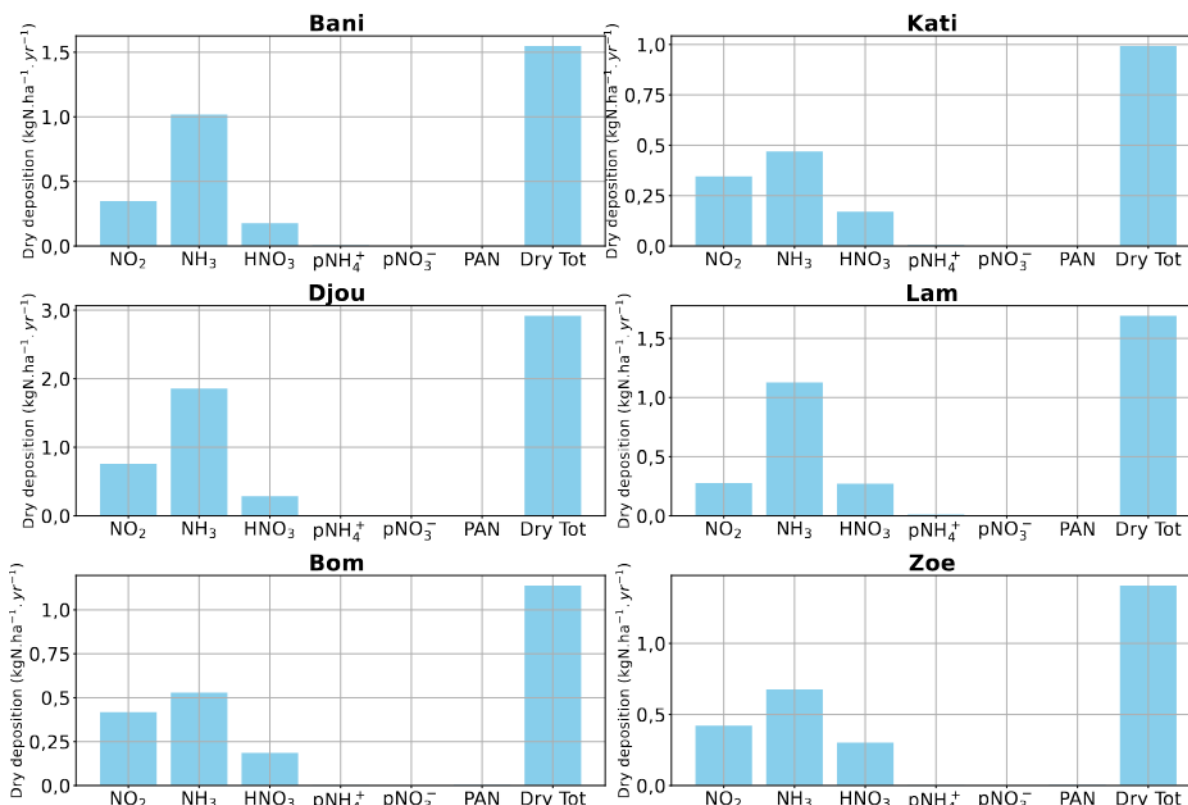 Bani
Dry deposition (kgN.ha⁻¹.yr⁻¹)
1,5
1,0
0,5
0,0
NO₂ NH₃ HNO₃ pNH₄⁺ pNO₃⁻ PAN Dry Tot
Kati
Dry deposition (kgN.ha⁻¹.yr⁻¹)
1,0
0,75
0,5
0,25
0,0
NO₂ NH₃ HNO₃ pNH₄⁺ pNO₃⁻ PAN Dry Tot
Djou
Dry deposition (kgN.ha⁻¹.yr⁻¹)
3,0
2,0
1,0
0,0
NO₂ NH₃ HNO₃ pNH₄⁺ pNO₃⁻ PAN Dry Tot
Lam
Dry deposition (kgN.ha⁻¹.yr⁻¹)
1,5
1,0
0,5
0,0
NO₂ NH₃ HNO₃ pNH₄⁺ pNO₃⁻ PAN Dry Tot
Bom
Dry deposition (kgN.ha⁻¹.yr⁻¹)
1,0
0,75
0,5
0,25
0,0
NO₂ NH₃ HNO₃ pNH₄⁺ pNO₃⁻ PAN Dry Tot
Zoe
Dry deposition (kgN.ha⁻¹.yr⁻¹)
1,0
0,5
0,0
NO₂ NH₃ HNO₃ pNH₄⁺ pNO₃⁻ PAN Dry Tot